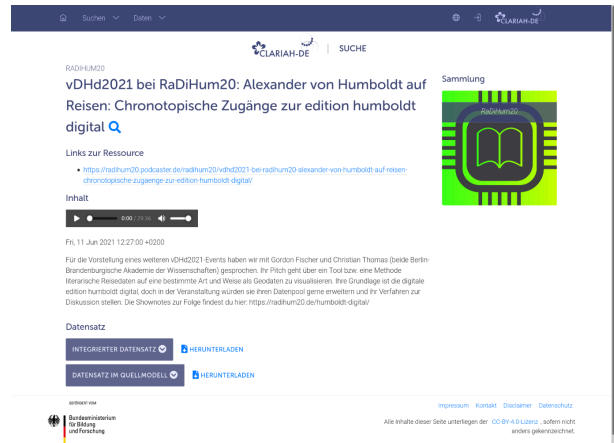 Suchen Daten
CLARIAH-DE
CLARIAH-DE | SUCHE
RADIHUM20
vDHd2021 bei RaDiHum20: Alexander von Humboldt auf
Reisen: Chronotopische Zugänge zur edition humboldt
digital
Sammlung
RaDiHum20
Links zur Ressource
https://radihum20.podcaster.de/radihum20/vdhd2021-bei-radihum20-alexander-von-humboldt-auf-reisen-
chronotopische-zugaenge-zur-edition-humboldt-digital/
Inhalt
0:00 / 29:36
Fri, 11 Jun 2021 12:27:00 +0200
Für die Vorstellung eines weiteren vDHd2021-Events haben wir mit Gordon Fischer und Christian Thomas (beide Berlin-
Brandenburgische Akademie der Wissenschaften) gesprochen. Ihr Pitch geht über ein Tool bzw. eine Methode
literarische Reisedaten auf eine bestimmte Art und Weise als Geodaten zu visualisieren. Ihre Grundlage ist die digitale
edition humboldt digital, doch in der Veranstaltung würden sie ihren Datenpool gerne erweitern und ihr Verfahren zur
Diskussion stellen. Die Shownotes zur Folge findest du hier: https://radihum20.de/humboldt-digital/
Datensatz
INTEGRIERTER DATENSATZ
HERUNTERLADEN
DATENSATZ IM QUELLMODELL
HERUNTERLADEN
GEFÖRDERT VOM
Bundesministerium
für Bildung
und Forschung
Impressum Kontakt Disclaimer Datenschutz
Alle Inhalte dieser Seite unterliegen der CC-BY-4.0-Lizenz , sofern nicht
anders gekennzeichnet.